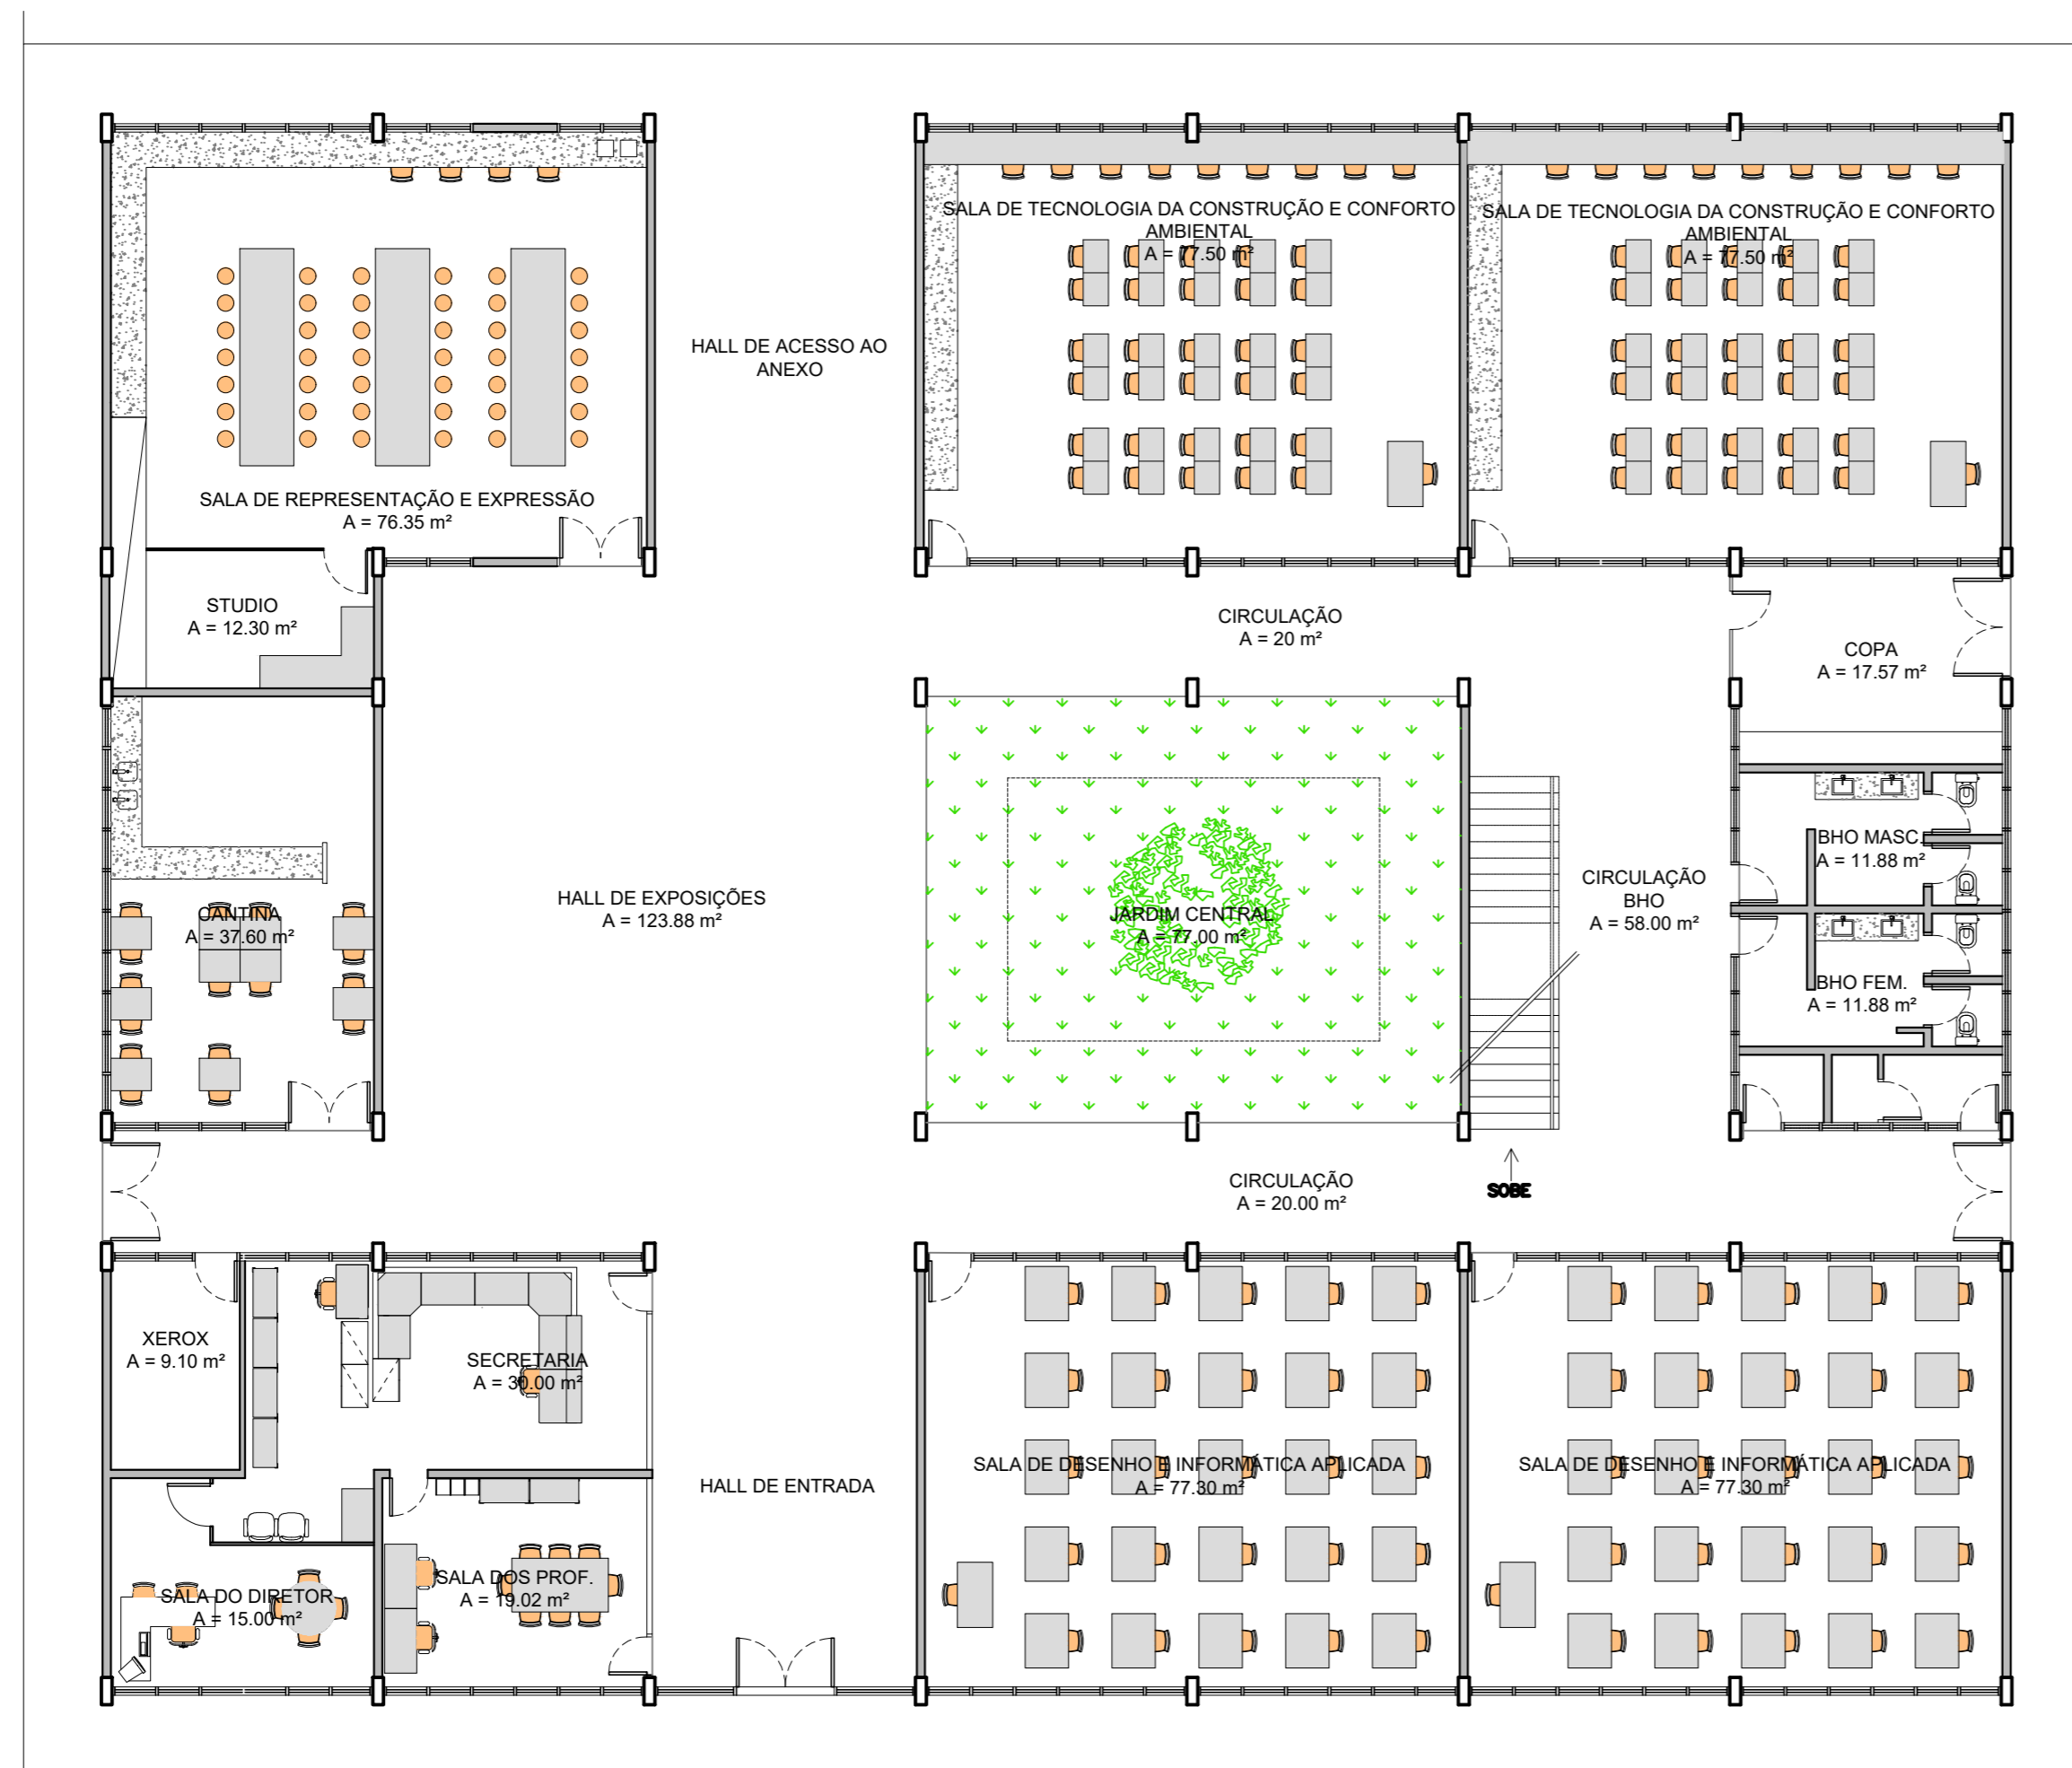 SALA DE TECNOLOGIA DA CONSTRUÇÃO E CONFORTO
AMBIENTAL
A = 77.50 m²
SALA DE TECNOLOGIA DA CONSTRUÇÃO E CONFORTO
AMBIENTAL
A = 77.50 m²
HALL DE ACESSO AO
ANEXO
SALA DE REPRESENTAÇÃO E EXPRESSÃO
A = 76.35 m²
STUDIO
A = 12.30 m²
CIRCULAÇÃO
A = 20 m²
COPA
A = 17.57 m²
BHO MASC.
A = 11.88 m²
CANTINA
A = 37.60 m²
HALL DE EXPOSIÇÕES
A = 123.88 m²
JARDIM CENTRAL
A = 77.00 m²
CIRCULAÇÃO
BHO
A = 58.00 m²
BHO FEM.
A = 11.88 m²
CIRCULAÇÃO
A = 20.00 m²
SOBE
XEROX
A = 9.10 m²
SECRETARIA
A = 30.00 m²
HALL DE ENTRADA
SALA DE DESENHO E INFORMÁTICA APLICADA
A = 77.30 m²
SALA DE DESENHO E INFORMÁTICA APLICADA
A = 77.30 m²
SALA DO DIRETOR
A = 15.00 m²
SALA DOS PROF.
A = 19.02 m²